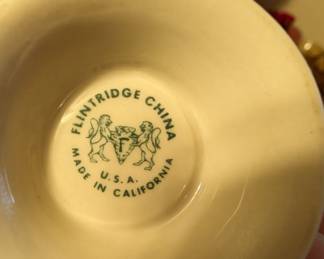 FLINTRIDGE CHINA
F
U.S.A.
MADE IN CALIFORNIA